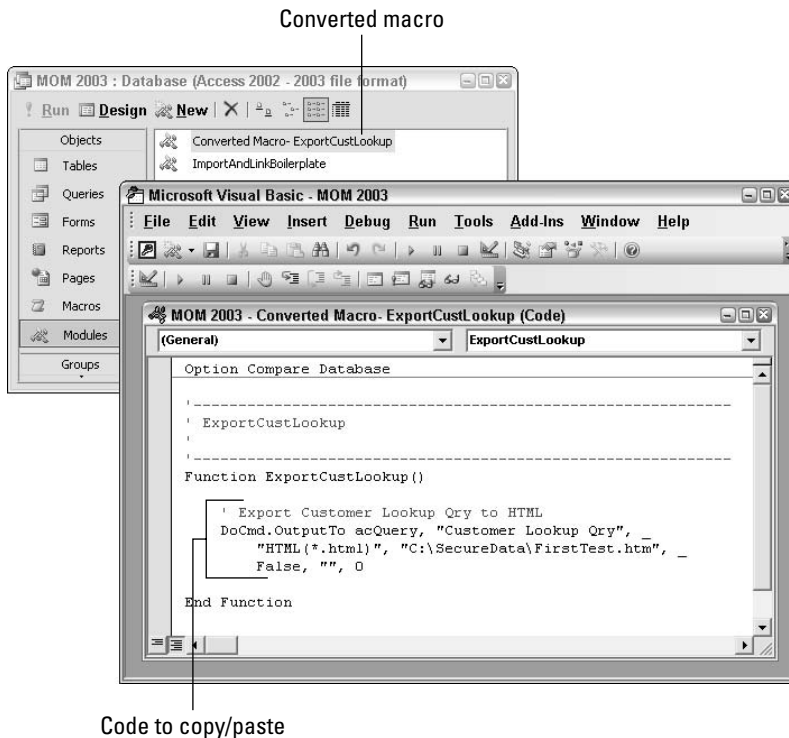 Converted macro
MOM 2003 : Database (Access 2002 - 2003 file format)
Run Design New
Objects
Tables
Queries
Forms
Reports
Pages
Macros
Modules
Groups
Converted Macro- ExportCustLookup
ImportAndLinkBoilerplate
Microsoft Visual Basic - MOM 2003
File Edit View Insert Debug Run Tools Add-Ins Window Help
MOM 2003 - Converted Macro- ExportCustLookup (Code)
(General) ExportCustLookup
Option Compare Database
'------------------------------------------------------------
' ExportCustLookup
'
'------------------------------------------------------------
Function ExportCustLookup()
' Export Customer Lookup Qry to HTML
DoCmd.OutputTo acQuery, "Customer Lookup Qry", _
"HTML(*.html)", "C:\SecureData\FirstTest.htm", _
False, "", 0
End Function
Code to copy/paste